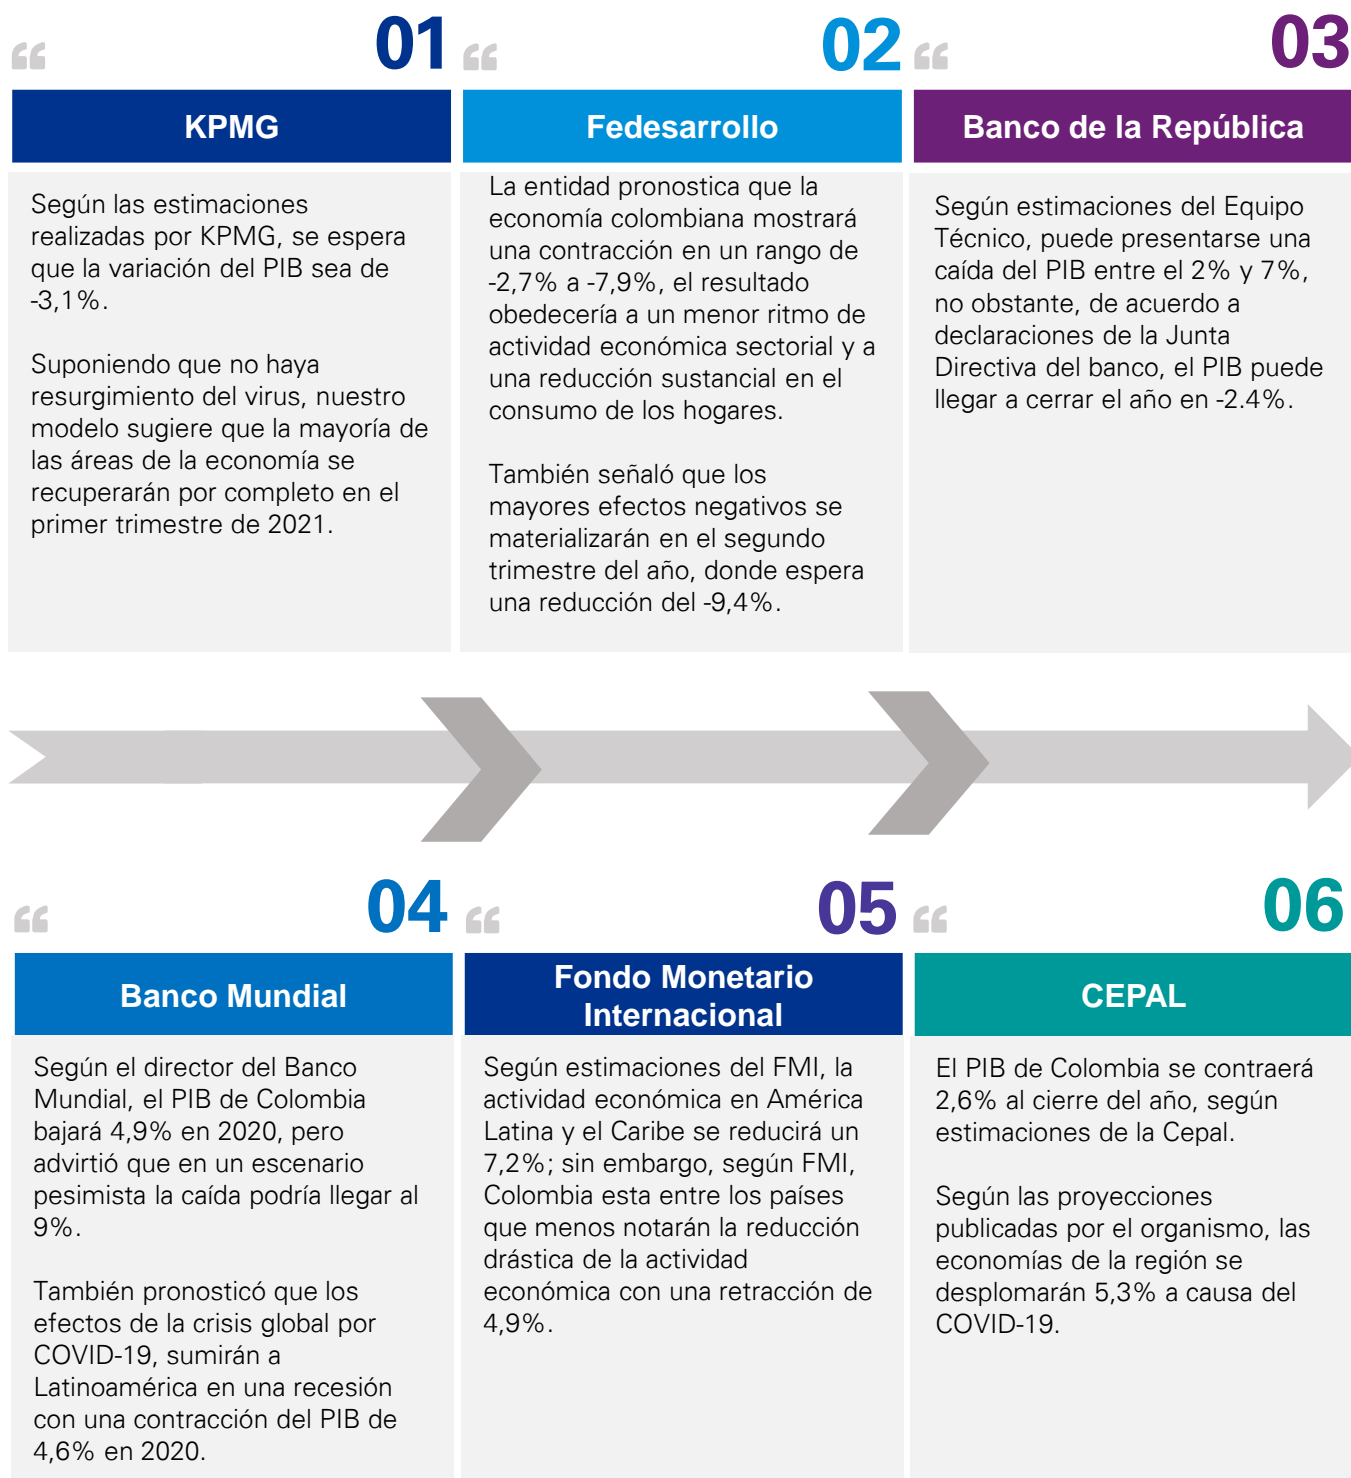 01
KPMG
Según las estimaciones
realizadas por KPMG, se espera
que la variación del PIB sea de
-3,1%.
Suponiendo que no haya
resurgimiento del virus, nuestro
modelo sugiere que la mayoría de
las áreas de la economía se
recuperarán por completo en el
primer trimestre de 2021.
02
Fedesarrollo
La entidad pronostica que la
economía colombiana mostrará
una contracción en un rango de
-2,7% a -7,9%, el resultado
obedecería a un menor ritmo de
actividad económica sectorial y a
una reducción sustancial en el
consumo de los hogares.
También señaló que los
mayores efectos negativos se
materializarán en el segundo
trimestre del año, donde espera
una reducción del -9,4%.
03
Banco de la República
Según estimaciones del Equipo
Técnico, puede presentarse una
caída del PIB entre el 2% y 7%,
no obstante, de acuerdo a
declaraciones de la Junta
Directiva del banco, el PIB puede
llegar a cerrar el año en -2.4%.
04
Banco Mundial
Según el director del Banco
Mundial, el PIB de Colombia
bajará 4,9% en 2020, pero
advirtió que en un escenario
pesimista la caída podría llegar al
9%.
También pronosticó que los
efectos de la crisis global por
COVID-19, sumirán a
Latinoamérica en una recesión
con una contracción del PIB de
4,6% en 2020.
05
Fondo Monetario
Internacional
Según estimaciones del FMI, la
actividad económica en América
Latina y el Caribe se reducirá un
7,2%; sin embargo, según FMI,
Colombia esta entre los países
que menos notarán la reducción
drástica de la actividad
económica con una retracción de
4,9%.
06
CEPAL
El PIB de Colombia se contraerá
2,6% al cierre del año, según
estimaciones de la Cepal.
Según las proyecciones
publicadas por el organismo, las
economías de la región se
desplomarán 5,3% a causa del
COVID-19.